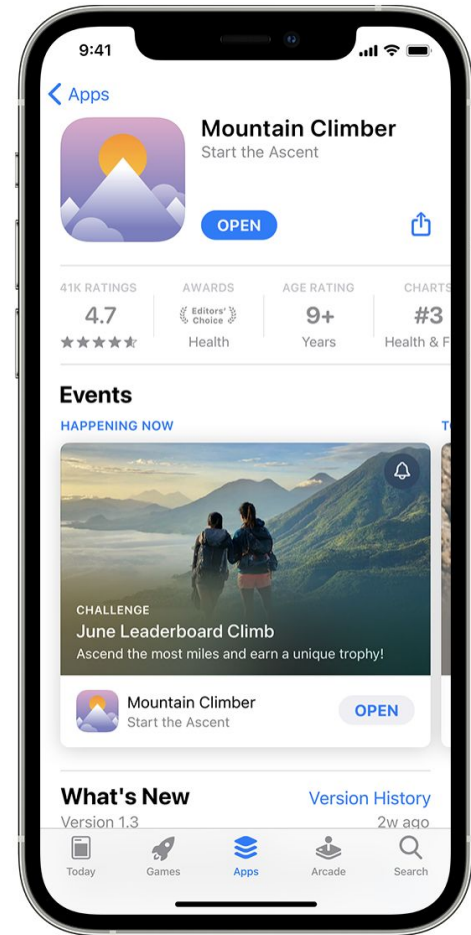 9:41
Apps
Mountain Climber
Start the Ascent
OPEN
41K RATINGS
4.7
AWARDS
Editors'
Choice
Health
AGE RATING
9+
Years
CHARTS
#3
Health & F
Events
HAPPENING NOW
CHALLENGE
June Leaderboard Climb
Ascend the most miles and earn a unique trophy!
Mountain Climber
Start the Ascent
OPEN
What's New
Version History
Version 1.3
2w ago
Today
Games
Apps
Arcade
Search